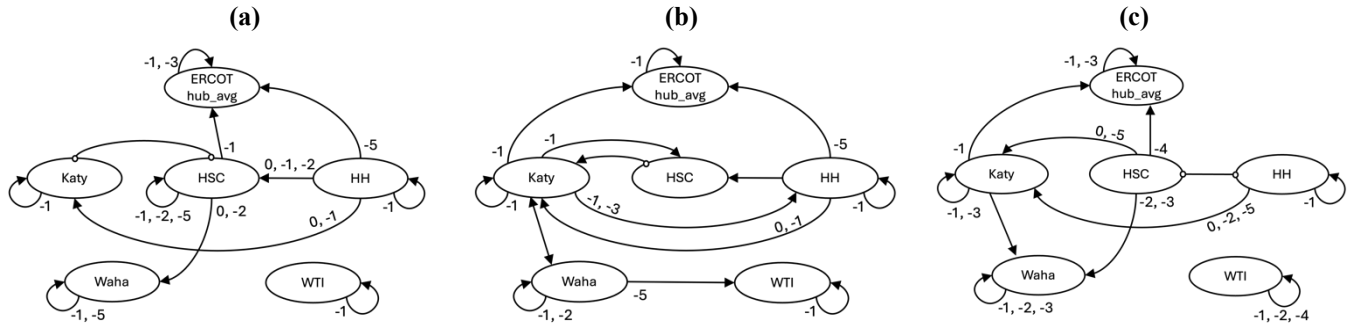 (a)
-1, -3
ERCOT
hub_avg
-1
-5
0, -1, -2
Katy
HSC
HH
-1
-1, -2, -5
0, -2
0, -1
-1
Waha
WTI
-1, -5
-1
(b)
-1
ERCOT
hub_avg
-1
-1
-5
Katy
HSC
HH
-1
-1, -3
0, -1
-1
Waha
WTI
-5
-1, -2
-1
(c)
-1, -3
ERCOT
hub_avg
-1
0, -5
-4
Katy
HSC
HH
-1, -3
-2, -3
0, -2, -5
-1
Waha
WTI
-1, -2, -3
-1, -2, -4